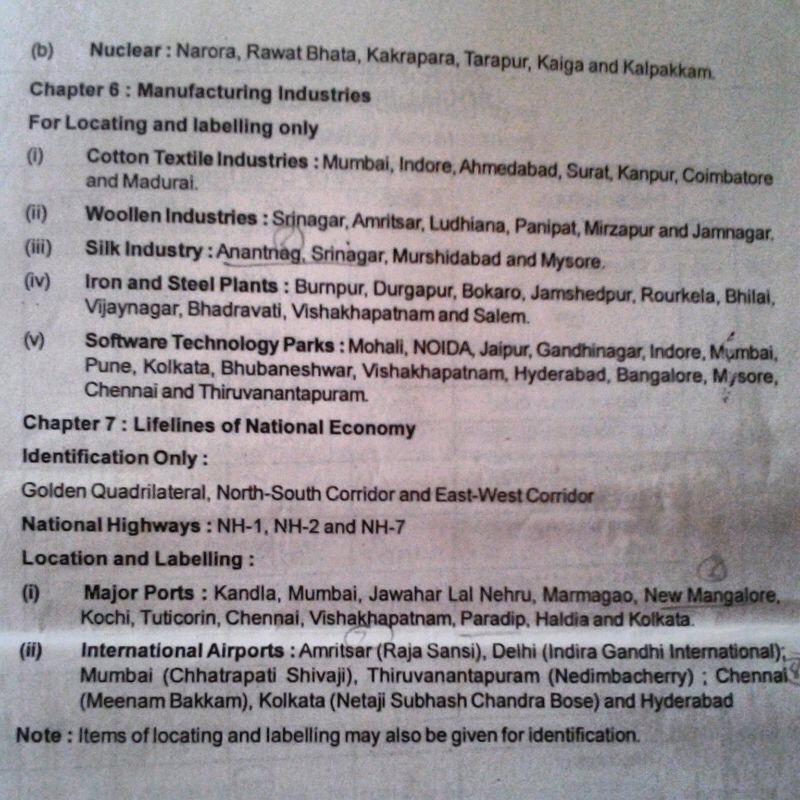 (b) Nuclear : Narora, Rawat Bhata, Kakrapara, Tarapur, Kaiga and Kalpakkam.
Chapter 6 : Manufacturing Industries
For Locating and labelling only
(i) Cotton Textile Industries : Mumbai, Indore, Ahmedabad, Surat, Kanpur, Coimbatore
and Madurai.
(ii) Woollen Industries : Srinagar, Amritsar, Ludhiana, Panipat, Mirzapur and Jamnagar.
(iii) Silk Industry : Anantnag, Srinagar, Murshidabad and Mysore.
(iv) Iron and Steel Plants : Burnpur, Durgapur, Bokaro, Jamshedpur, Rourkela, Bhilai,
Vijaynagar, Bhadravati, Vishakhapatnam and Salem.
(v) Software Technology Parks : Mohali, NOIDA, Jaipur, Gandhinagar, Indore, Mumbai,
Pune, Kolkata, Bhubaneshwar, Vishakhapatnam, Hyderabad, Bangalore, Mysore,
Chennai and Thiruvanantapuram.
Chapter 7 : Lifelines of National Economy
Identification Only :
Golden Quadrilateral, North-South Corridor and East-West Corridor
National Highways : NH-1, NH-2 and NH-7
Location and Labelling :
(i) Major Ports : Kandla, Mumbai, Jawahar Lal Nehru, Marmagao, New Mangalore,
Kochi, Tuticorin, Chennai, Vishakhapatnam, Paradip, Haldia and Kolkata.
(ii) International Airports : Amritsar (Raja Sansi), Delhi (Indira Gandhi International);
Mumbai (Chhatrapati Shivaji), Thiruvanantapuram (Nedimbacherry) ; Chennai
(Meenam Bakkam), Kolkata (Netaji Subhash Chandra Bose) and Hyderabad
Note : Items of locating and labelling may also be given for identification.